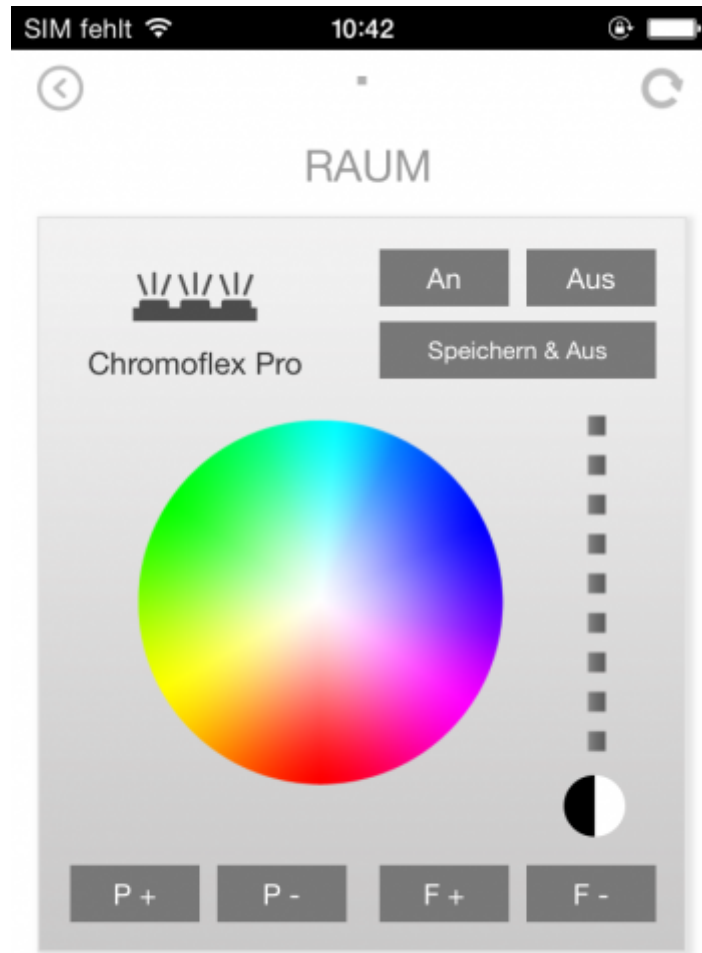 SIM fehlt 10:42
RAUM
An Aus
Speichern & Aus
Chromoflex Pro
P + P - F + F -